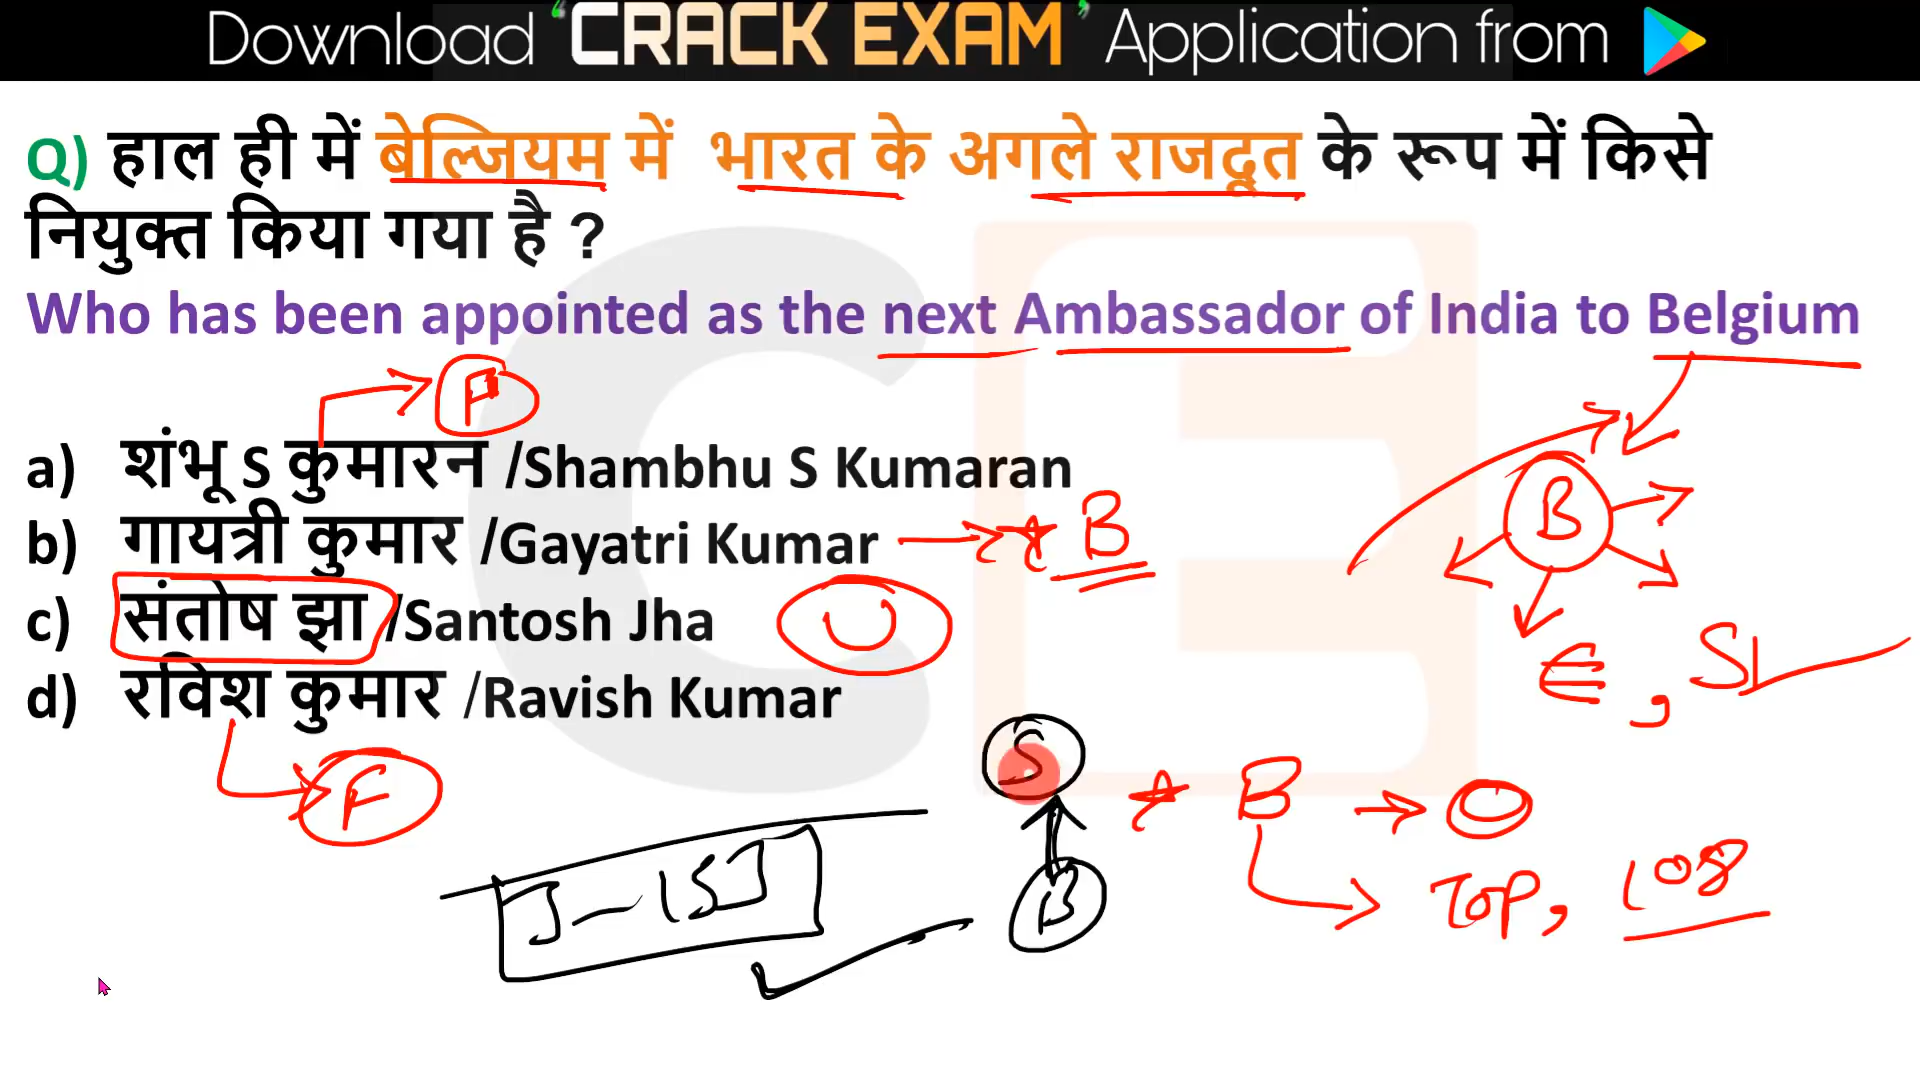 Download ‘CRACK EXAM’ Application from
Q) हाल ही में बेल्जियम में भारत के अगले राजदूत के रूप में किसे
नियुक्त किया गया है ?
Who has been appointed as the next Ambassador of India to Belgium
P
a) शंभू S कुमारन /Shambhu S Kumaran
B
b) गायत्री कुमार /Gayatri Kumar
B
c) संतोष झा /Santosh Jha
U
d) रविश कुमार /Ravish Kumar
S
F
B
B
TOP,